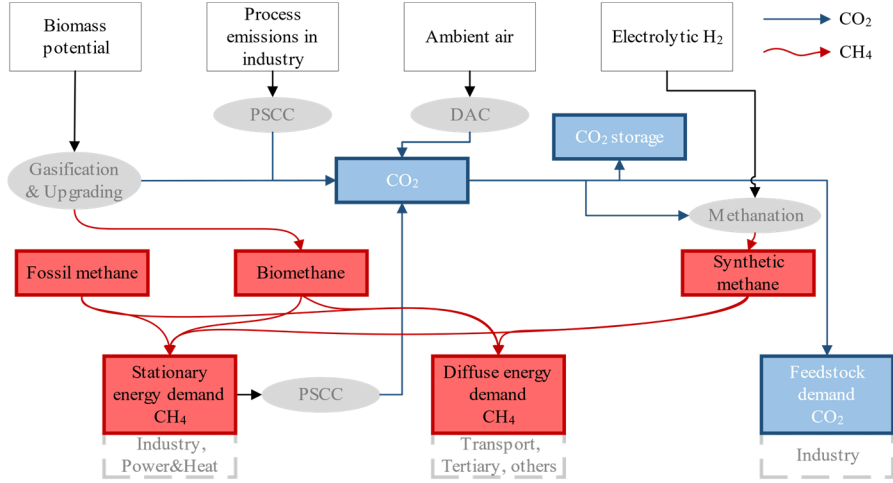 Biomass
potential
Process
emissions in
industry
Ambient air
Electrolytic H₂
CO₂
CH₄
PSCC
DAC
CO₂ storage
Gasification
& Upgrading
CO₂
Methanation
Fossil methane
Biomethane
Synthetic
methane
Stationary
energy demand
CH₄
PSCC
Diffuse energy
demand
CH₄
Feedstock
demand
CO₂
Industry,
Power&Heat
Transport,
Tertiary, others
Industry